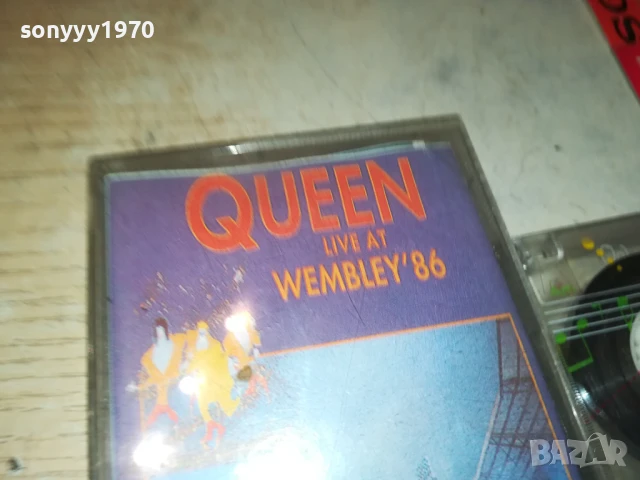 sonyyy1970
QUEEN
LIVE AT
WEMBLEY'86
BAZAR